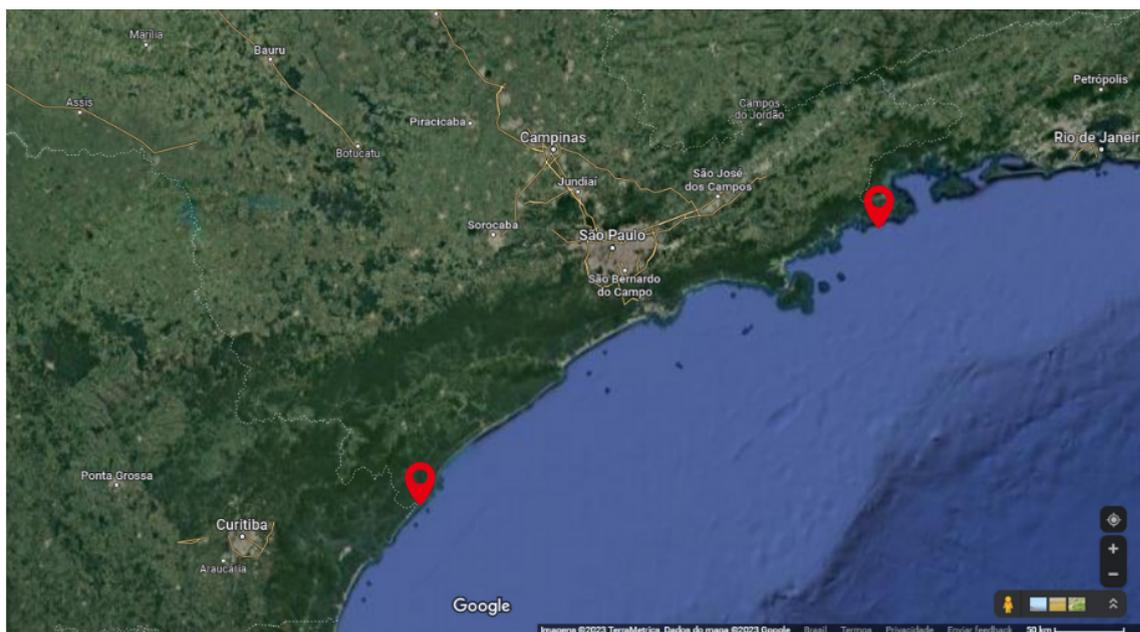 Marília
Bauru
Assis
Botucatu
Piracicaba
Campinas
Jundiaí
Sorocaba
São Paulo
São Bernardo
do Campo
São José
dos Campos
Campos
do Jordão
Petrópolis
Rio de Janeir
Ponta Grossa
Curitiba
Araucária
Google
Imagens ©2023 TerraMetrics, Dados do mapa ©2023 Google Brasil Termos Privacidade Enviar feedback 50 km